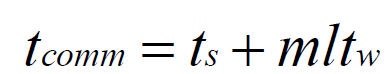 tcomm = ts + mltw